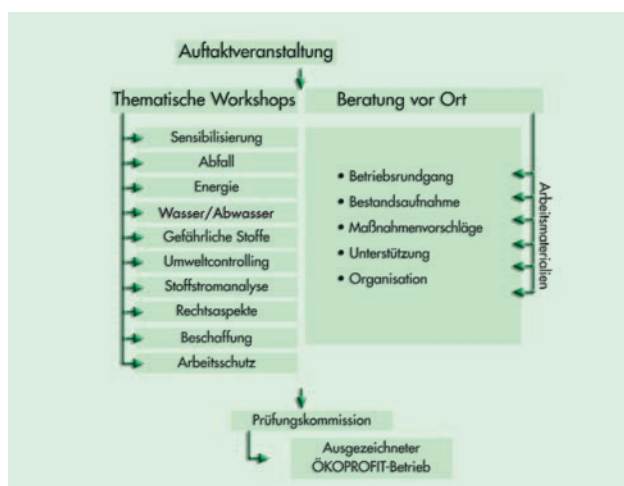 Auftaktveranstaltung
Thematische Workshops
Sensibilisierung
Abfall
Energie
Wasser/Abwasser
Gefährliche Stoffe
Umweltcontrolling
Stoffstromanalyse
Rechtsaspekte
Beschaffung
Arbeitsschutz
Beratung vor Ort
• Betriebsrundgang
• Bestandsaufnahme
• Maßnahmenvorschläge
• Unterstützung
• Organisation
Arbeitsmaterialien
Prüfungskommission
Ausgezeichneter
ÖKOPROFIT-Betrieb